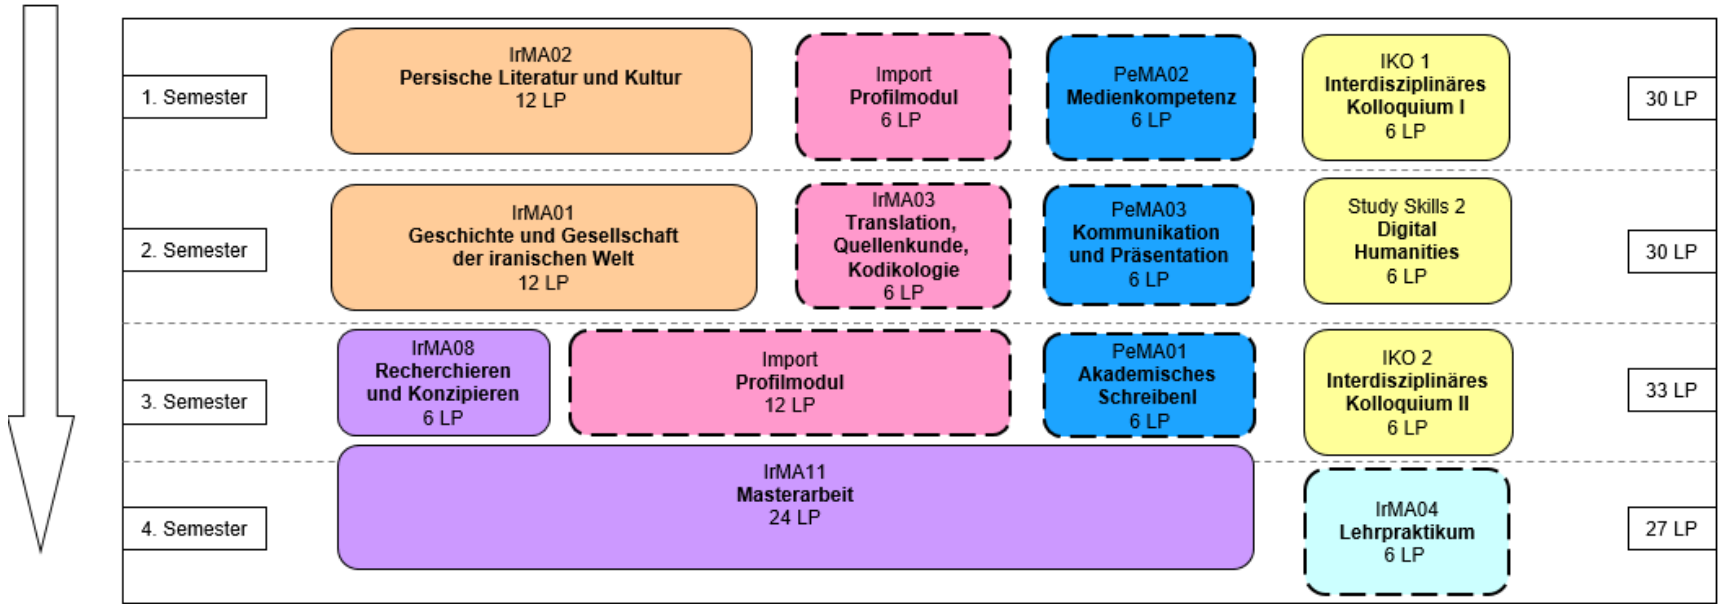 1. Semester
IrMA02
Persische Literatur und Kultur
12 LP
Import
Profilmodul
6 LP
PeMA02
Medienkompetenz
6 LP
IKO 1
Interdisziplinäres
Kolloquium I
6 LP
30 LP
2. Semester
IrMA01
Geschichte und Gesellschaft
der iranischen Welt
12 LP
IrMA03
Translation,
Quellenkunde,
Kodikologie
6 LP
PeMA03
Kommunikation
und Präsentation
6 LP
Study Skills 2
Digital
Humanities
6 LP
30 LP
3. Semester
IrMA08
Recherchieren
und Konzipieren
6 LP
Import
Profilmodul
12 LP
PeMA01
Akademisches
SchreibenI
6 LP
IKO 2
Interdisziplinäres
Kolloquium II
6 LP
33 LP
4. Semester
IrMA11
Masterarbeit
24 LP
IrMA04
Lehrpraktikum
6 LP
27 LP